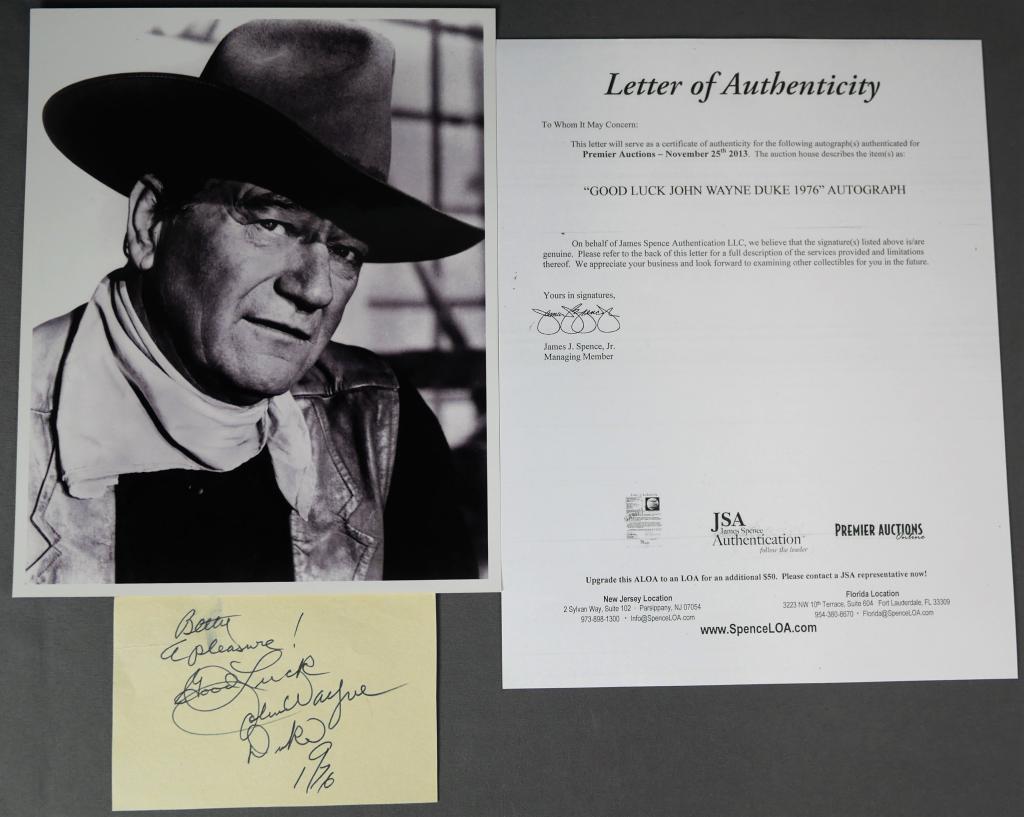 Letter of Authenticity
To Whom It May Concern:
This letter will serve as a certificate of authenticity for the following autograph(s) authenticated for
Premier Auctions – November 25th 2013. The auction house describes the item(s) as:
“GOOD LUCK JOHN WAYNE DUKE 1976” AUTOGRAPH
On behalf of James Spence Authentication LLC, we believe that the signature(s) listed above is/are
genuine. Please refer to the back of this letter for a full description of the services provided and limitations
thereof. We appreciate your business and look forward to examining other collectibles for you in the future.
Yours in signatures,
James Spence Jr
James J. Spence, Jr.
Managing Member
JSA
James Spence
Authentication
follow the leader
PREMIER AUCTIONS
Online
Upgrade this ALOA to an LOA for an additional $50. Please contact a JSA representative now!
New Jersey Location
2 Sylvan Way, Suite 102 · Parsippany, NJ 07054
973-898-1300 • Info@SpenceLOA.com
Florida Location
3223 NW 10th Terrace, Suite 604 Fort Lauderdale, FL 33309
954-360-8670 • Florida@SpenceLOA.com
www.SpenceLOA.com
Betty
A pleasure!
Good Luck
John Wayne
Duke
1976